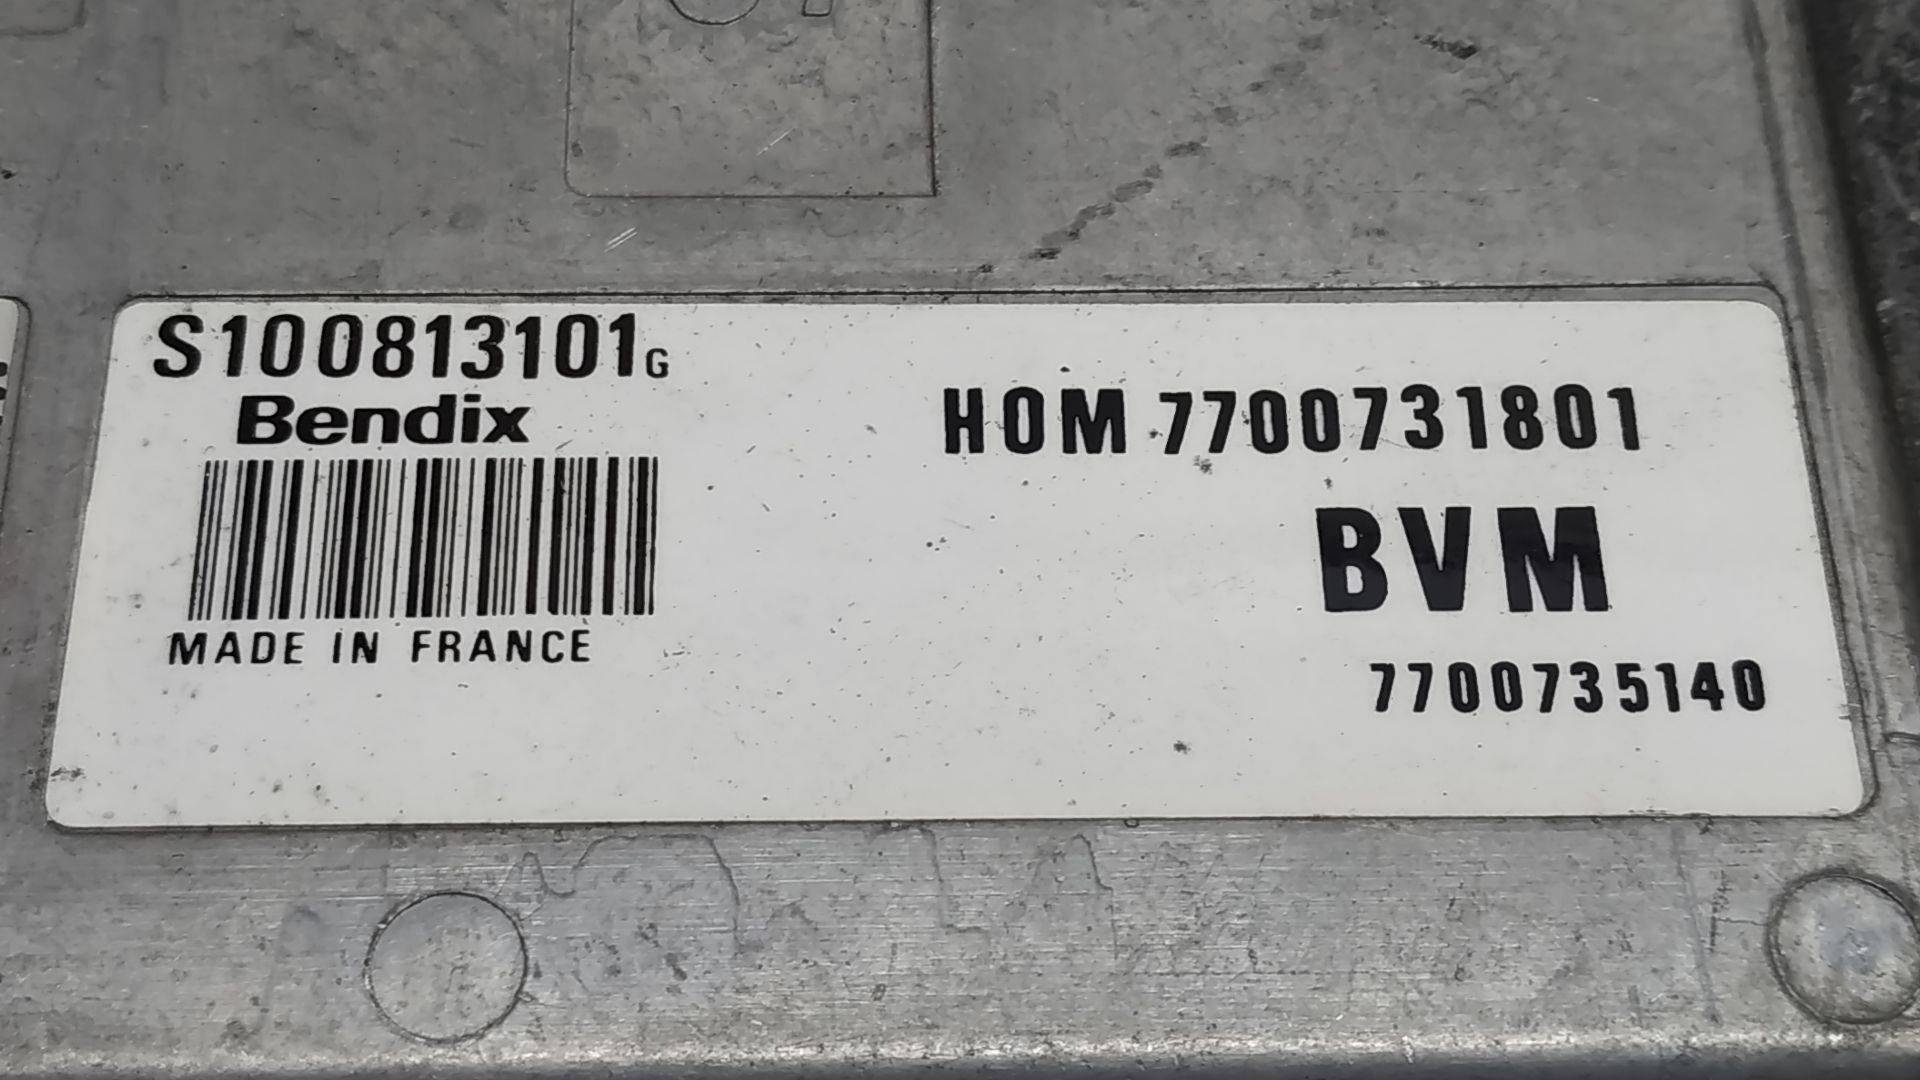 S100813101G
Bendix
HOM 7700731801
BVM
MADE IN FRANCE
7700735140